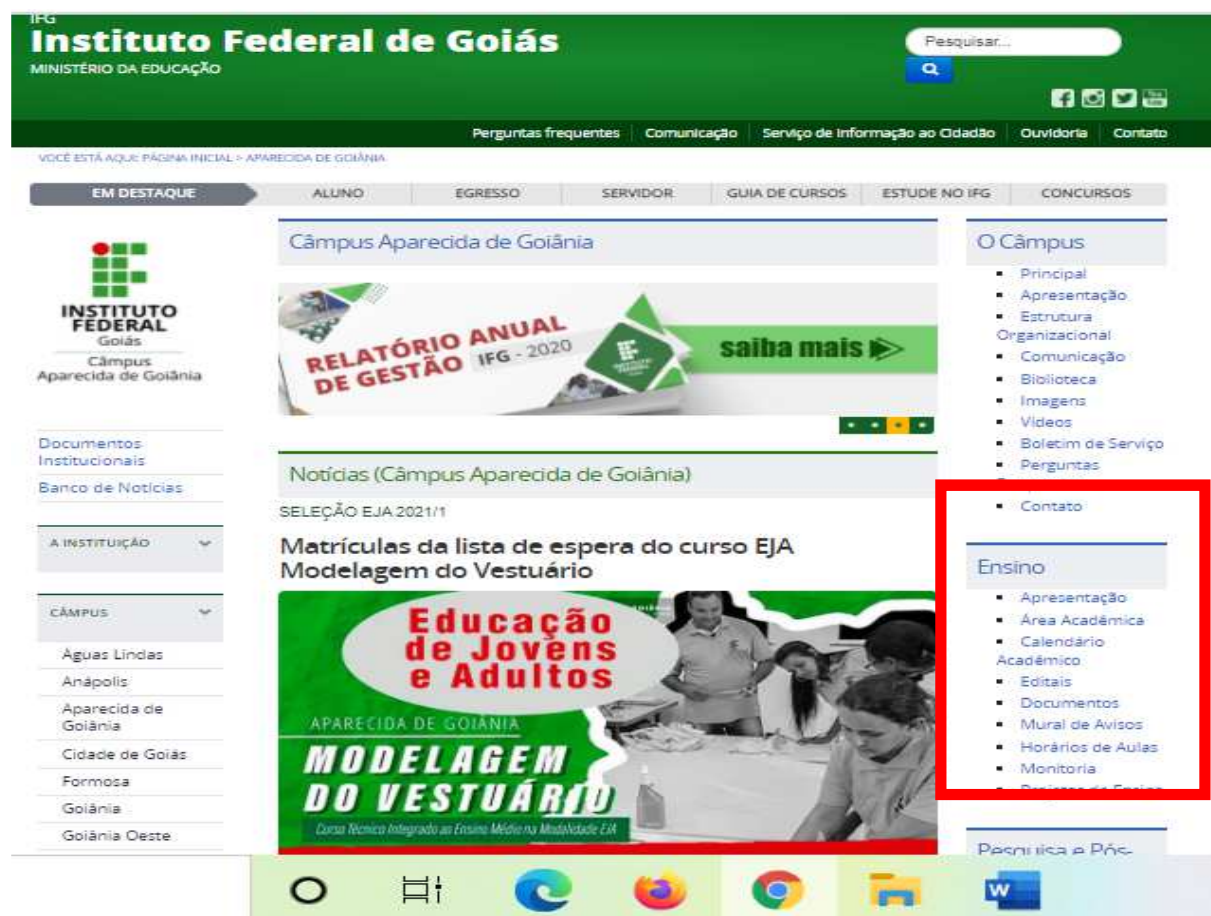 IFG
Instituto Federal de Goiás
MINISTÉRIO DA EDUCAÇÃO
Pesquisar...
Perguntas frequentes
Comunicação
Serviço de Informação ao Cidadão
Ouvidoria
Contato
VOCÊ ESTÁ AQUI: PÁGINA INICIAL > APARECIDA DE GOIÂNIA
EM DESTAQUE
ALUNO
EGRESSO
SERVIDOR
GUIA DE CURSOS
ESTUDE NO IFG
CONCURSOS
INSTITUTO
FEDERAL
Goiás
Câmpus
Aparecida de Goiânia
Documentos
Institucionais
Banco de Notícias
A INSTITUIÇÃO
CÂMPUS
Águas Lindas
Anápolis
Aparecida de
Goiânia
Cidade de Goiás
Formosa
Goiânia
Goiânia Oeste
Câmpus Aparecida de Goiânia
RELATÓRIO ANUAL
DE GESTÃO IFG - 2020
saiba mais
Notícias (Câmpus Aparecida de Goiânia)
SELEÇÃO EJA 2021/1
Matrículas da lista de espera do curso EJA
Modelagem do Vestuário
Educação
de Jovens
e Adultos
APARECIDA DE GOIÂNIA
MODELAGEM
DO VESTUÁRIO
Curso Técnico Integrado ao Ensino Médio na Modalidade EJA
O Câmpus
Principal
Apresentação
Estrutura
Organizacional
Comunicação
Biblioteca
Imagens
Vídeos
Boletim de Serviço
Perguntas
Contato
Ensino
Apresentação
Área Acadêmica
Calendário
Acadêmico
Editais
Documentos
Mural de Avisos
Horários de Aulas
Monitoria
Projetos de Ensino
Pesquisa e Pós-